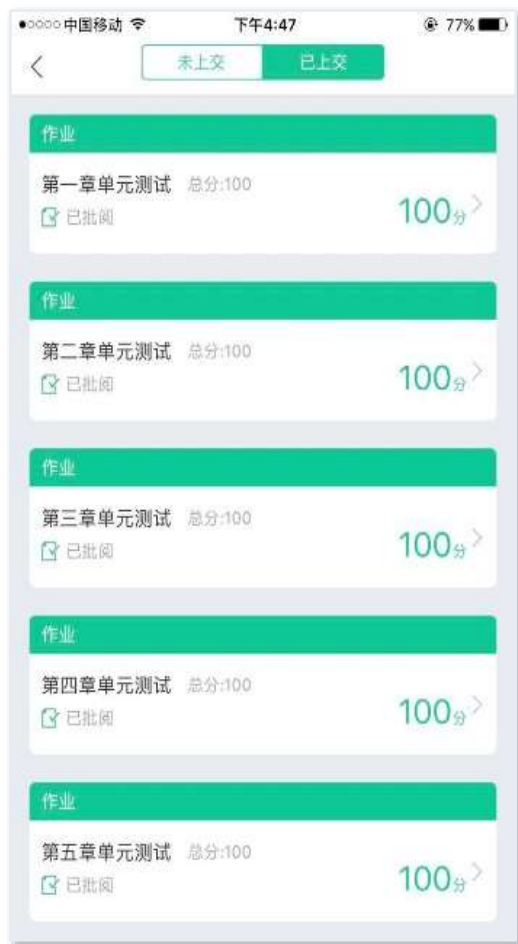 中国移动 下午4:47 77%
未上交 已上交
作业
第一章单元测试 总分:100
已批阅
100分
作业
第二章单元测试 总分:100
已批阅
100分
作业
第三章单元测试 总分:100
已批阅
100分
作业
第四章单元测试 总分:100
已批阅
100分
作业
第五章单元测试 总分:100
已批阅
100分